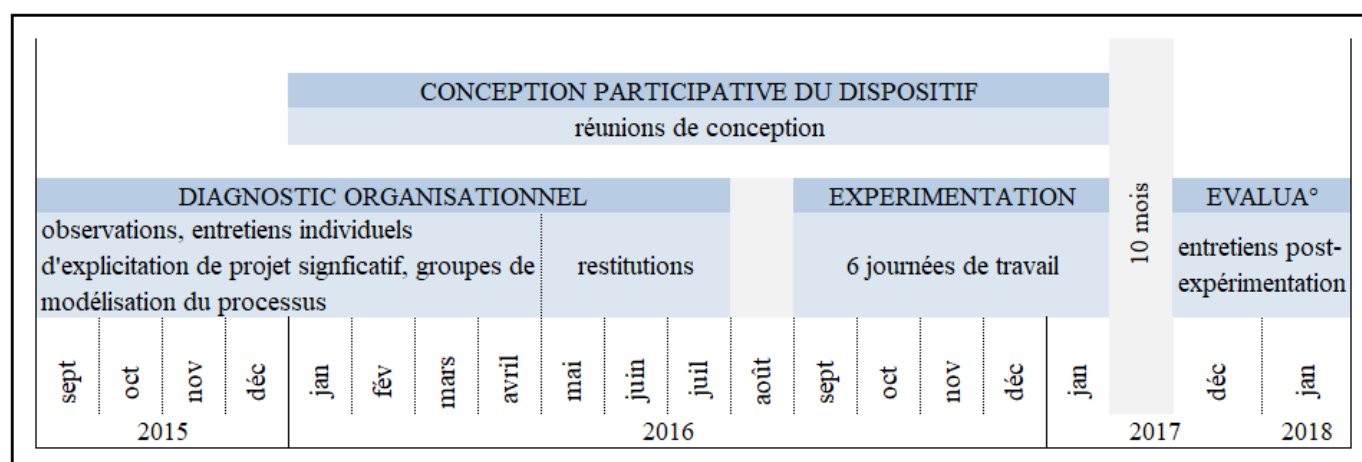 CONCEPTION PARTICIPATIVE DU DISPOSITIF
réunions de conception
DIAGNOSTIC ORGANISATIONNEL
observations, entretiens individuels
d'explicitation de projet signficatif, groupes de
modélisation du processus
restitutions
EXPERIMENTATION
6 journées de travail
10 mois
EVALUA°
entretiens post-
expérimentation
sept
oct
nov
déc
jan
fév
mars
avril
mai
juin
juil
août
sept
oct
nov
déc
jan
déc
jan
2015
2016
2017
2018